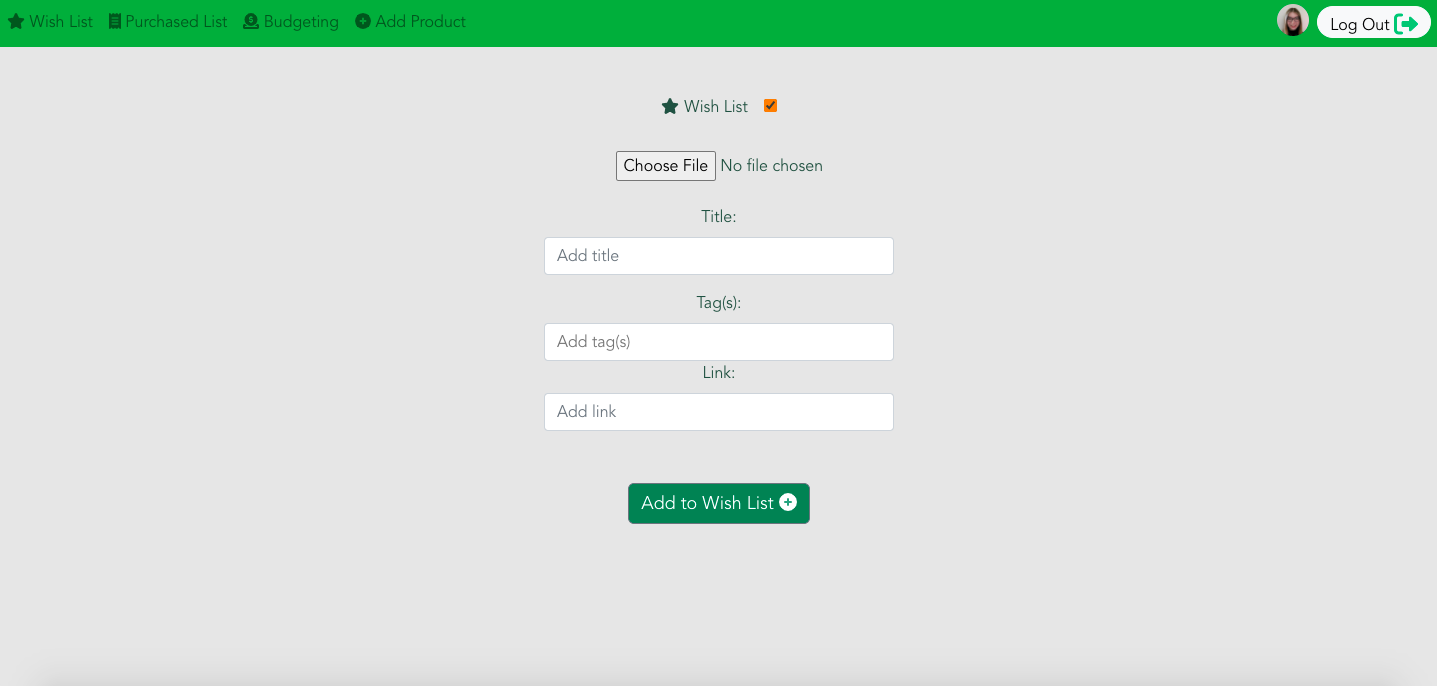 Wish List Purchased List Budgeting Add Product Log Out
Wish List
Choose File No file chosen
Title:
Add title
Tag(s):
Add tag(s)
Link:
Add link
Add to Wish List